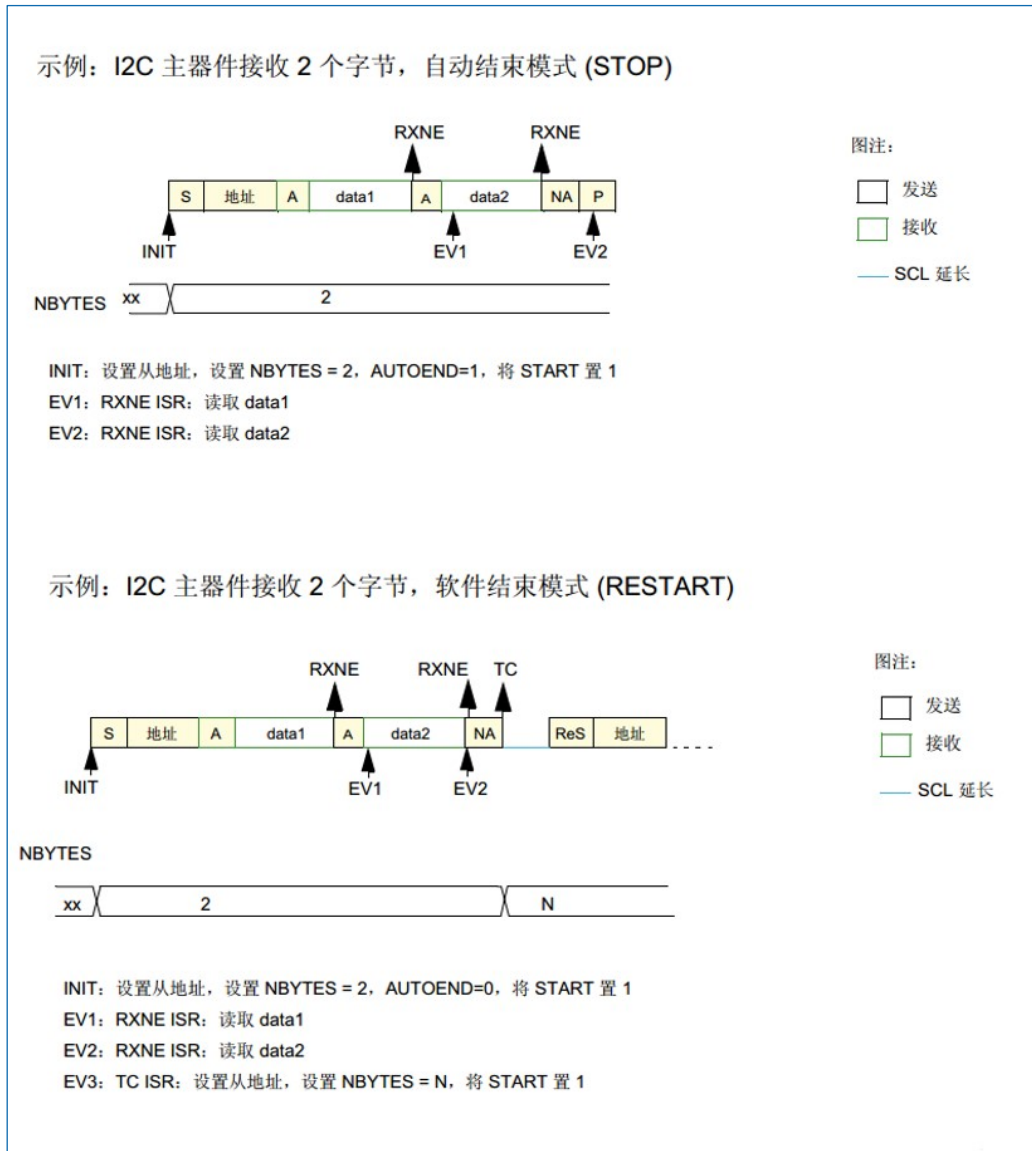 示例：I2C 主器件接收 2 个字节，自动结束模式 (STOP)
RXNE RXNE
图注：
S 地址 A data1 A data2 NA P
发送
接收
INIT EV1 EV2
SCL 延长
NBYTES xx 2
INIT：设置从地址，设置 NBYTES = 2，AUTOEND=1，将 START 置 1
EV1：RXNE ISR：读取 data1
EV2：RXNE ISR：读取 data2
示例：I2C 主器件接收 2 个字节，软件结束模式 (RESTART)
RXNE RXNE TC
图注：
S 地址 A data1 A data2 NA ReS 地址
发送
接收
INIT EV1 EV2
SCL 延长
NBYTES
xx 2 N
INIT：设置从地址，设置 NBYTES = 2，AUTOEND=0，将 START 置 1
EV1：RXNE ISR：读取 data1
EV2：RXNE ISR：读取 data2
EV3：TC ISR：设置从地址，设置 NBYTES = N，将 START 置 1